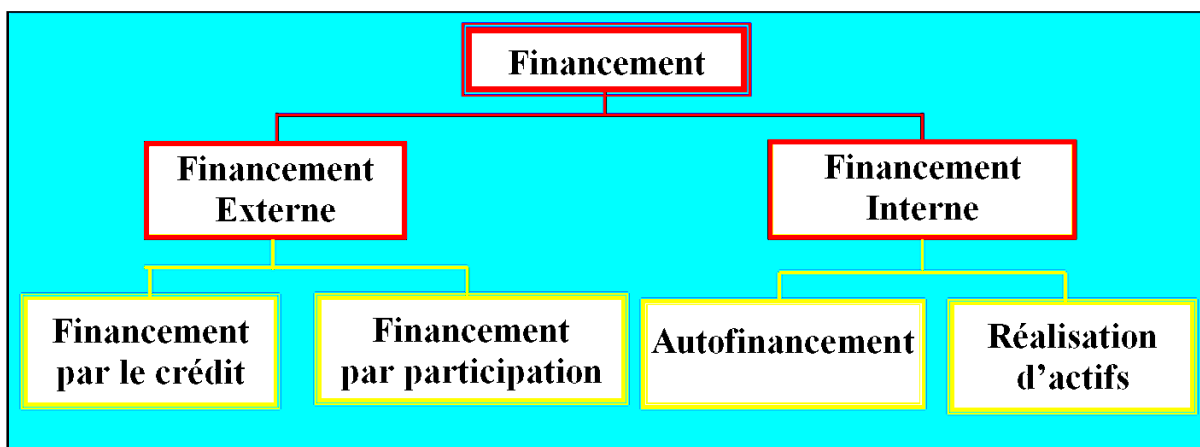 Financement
Financement
Externe
Financement
Interne
Financement
par le crédit
Financement
par participation
Autofinancement
Réalisation
d’actifs